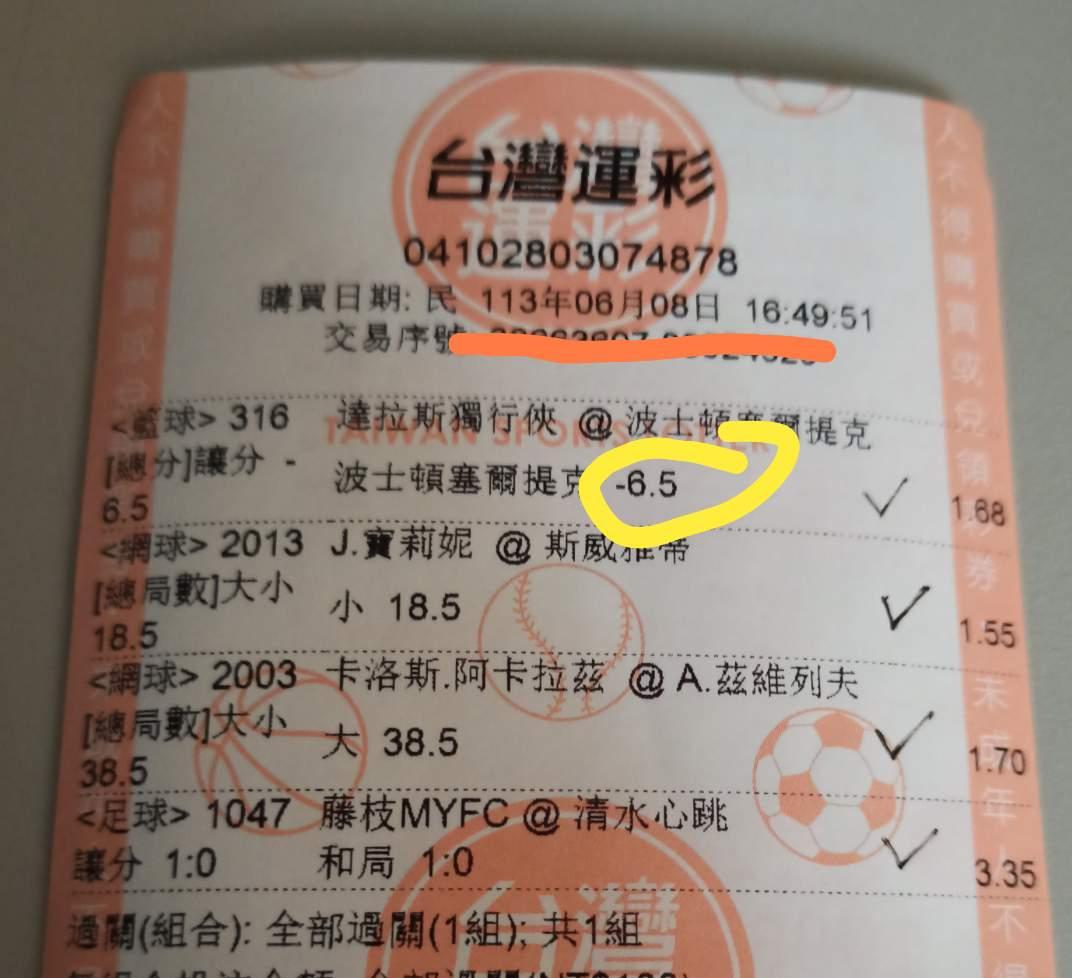 台灣運彩
04102803074878
購買日期: 民 113年06月08日 16:49:51
交易序號
<籃球> 316 達拉斯獨行俠 @ 波士頓塞爾提克
TAIWAN SPORTS LOTTERY
[總分]讓分 - 波士頓塞爾提克 -6.5
6.5 1.68
<網球> 2013 J.寶莉妮 @ 斯威雅蒂
[總局數]大小 小 18.5
18.5 1.55
<網球> 2003 卡洛斯.阿卡拉茲 @ A.茲維列夫
[總局數]大小 大 38.5
38.5 1.70
<足球> 1047 藤枝MYFC @ 清水心跳
讓分 1:0 和局 1:0 3.35
過關(組合): 全部過關(1組); 共1組